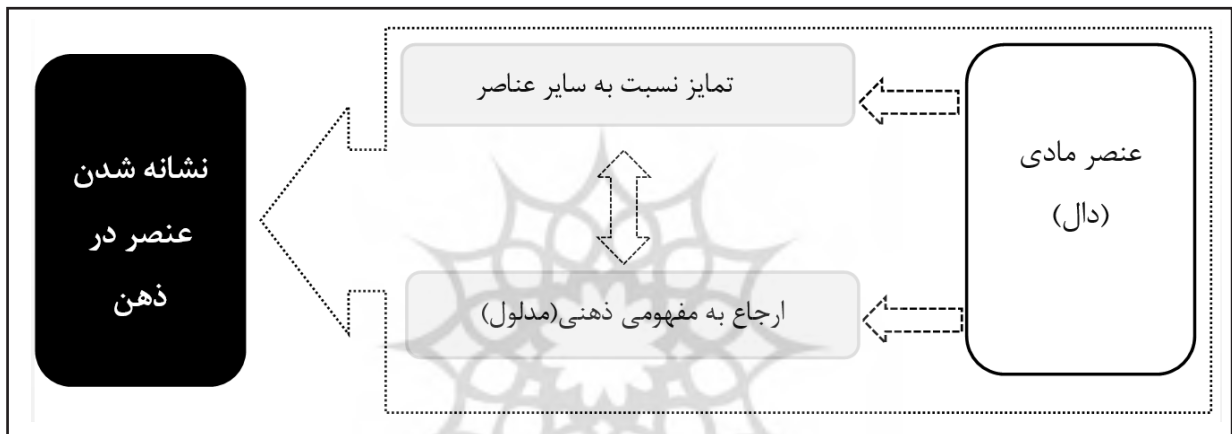 عنصر مادی
(دال)
تمایز نسبت به سایر عناصر
ارجاع به مفهومی ذهنی(مدلول)
نشانه شدن
عنصر در
ذهن